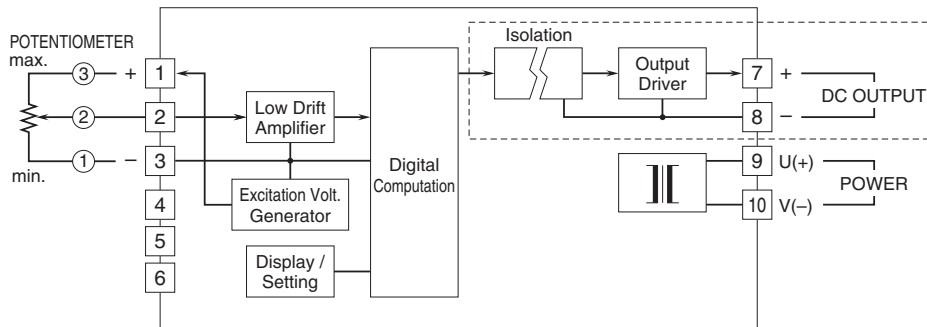 POTENTIOMETER
max.
3 +
2
1 −
min.
1
2
3
4
5
6
Low Drift
Amplifier
Excitation Volt.
Generator
Display /
Setting
Digital
Computation
Isolation
Output
Driver
7 +
8 −
DC OUTPUT
9 U(+)
10 V(–)
POWER